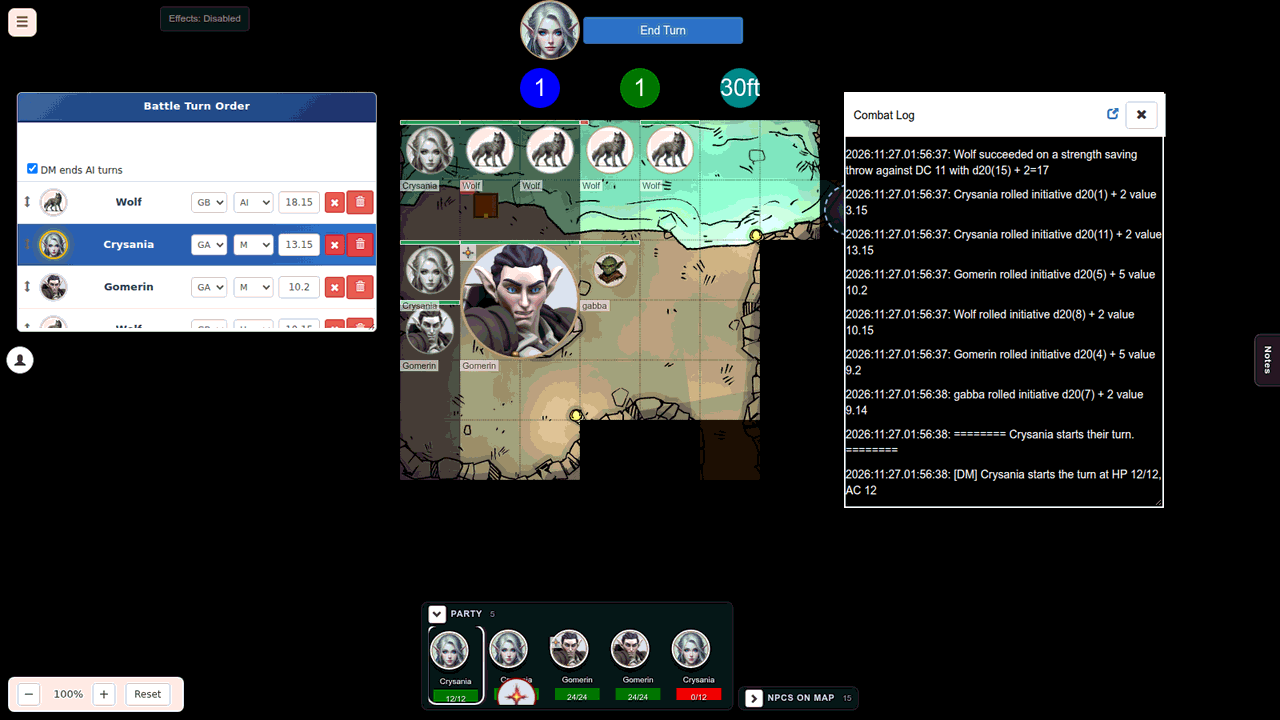 Effects: Disabled
End Turn
1
1
30ft
Battle Turn Order
DM ends AI turns
Wolf
GB
AI
18.15
Crysania
GA
M
13.15
Gomerin
GA
M
10.2
Crysania
Wolf
Wolf
Wolf
Wolf
Crysania
gabba
Gomerin
Gomerin
Combat Log
2026:11:27.01:56:37: Wolf succeeded on a strength saving
throw against DC 11 with d20(15) + 2=17
2026:11:27.01:56:37: Crysania rolled initiative d20(1) + 2 value
3.15
2026:11:27.01:56:37: Crysania rolled initiative d20(11) + 2 value
13.15
2026:11:27.01:56:37: Gomerin rolled initiative d20(5) + 5 value
10.2
2026:11:27.01:56:37: Wolf rolled initiative d20(8) + 2 value
10.15
2026:11:27.01:56:37: Gomerin rolled initiative d20(4) + 5 value
9.2
2026:11:27.01:56:38: gabba rolled initiative d20(7) + 2 value
9.14
2026:11:27.01:56:38: ======== Crysania starts their turn.
========
2026:11:27.01:56:38: [DM] Crysania starts the turn at HP 12/12,
AC 12
Notes
PARTY 5
Crysania
12/12
Gomerin
24/24
Gomerin
24/24
Crysania
0/12
NPCS ON MAP 15
− 100% + Reset